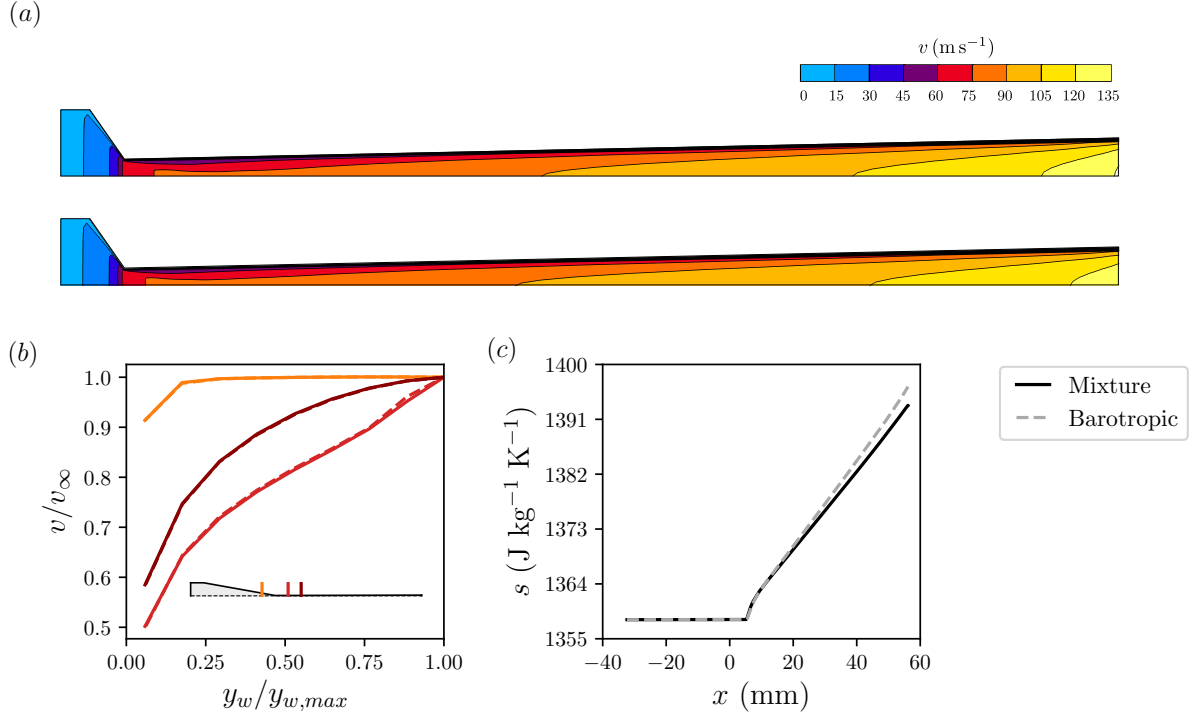 (a)
v (m s⁻¹)
0 15 30 45 60 75 90 105 120 135
(b)
1.0
0.9
0.8
0.7
0.6
0.5
v/v∞
0.00 0.25 0.50 0.75 1.00
y_w/y_{w,max}
(c)
1400
1391
1382
1373
1364
1355
s (J kg⁻¹ K⁻¹)
−40 −20 0 20 40 60
x (mm)
Mixture
Barotropic